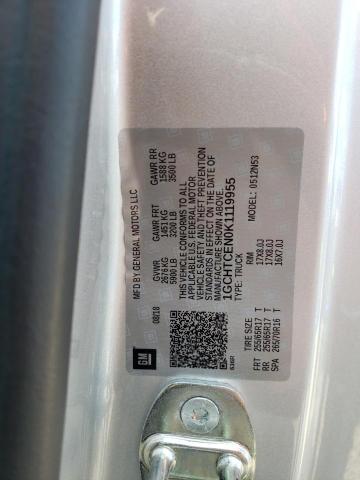 MFD BY GENERAL MOTORS LLC
08/18
GVWR
2676 KG
5900 LB
GAWR FRT
1451 KG
3200 LB
GAWR RR
1588 KG
3500 LB
THIS VEHICLE CONFORMS TO ALL
APPLICABLE U.S. FEDERAL MOTOR
VEHICLE SAFETY AND THEFT PREVENTION
STANDARDS IN EFFECT ON THE DATE OF
MANUFACTURE SHOWN ABOVE.
1GCHTCEN0K1119955
TYPE: TRUCK
MODEL: 0512N53
GM
TIRE SIZE
RIM
FRT 255/65R17 T 17X8.0J
RR 255/65R17 T 17X8.0J
SPA 265/70R16 T 16X7.0J